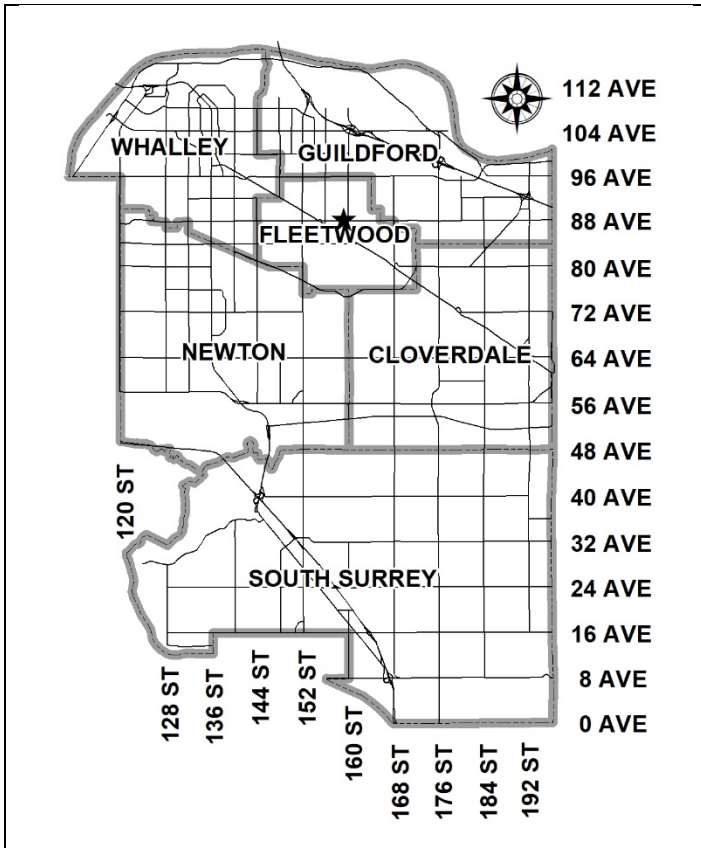 112 AVE
104 AVE
WHALLEY
GUILDFORD
96 AVE
88 AVE
FLEETWOOD
80 AVE
72 AVE
NEWTON
CLOVERDALE
64 AVE
56 AVE
48 AVE
120 ST
40 AVE
32 AVE
SOUTH SURREY
24 AVE
16 AVE
8 AVE
128 ST
136 ST
144 ST
152 ST
160 ST
0 AVE
168 ST
176 ST
184 ST
192 ST